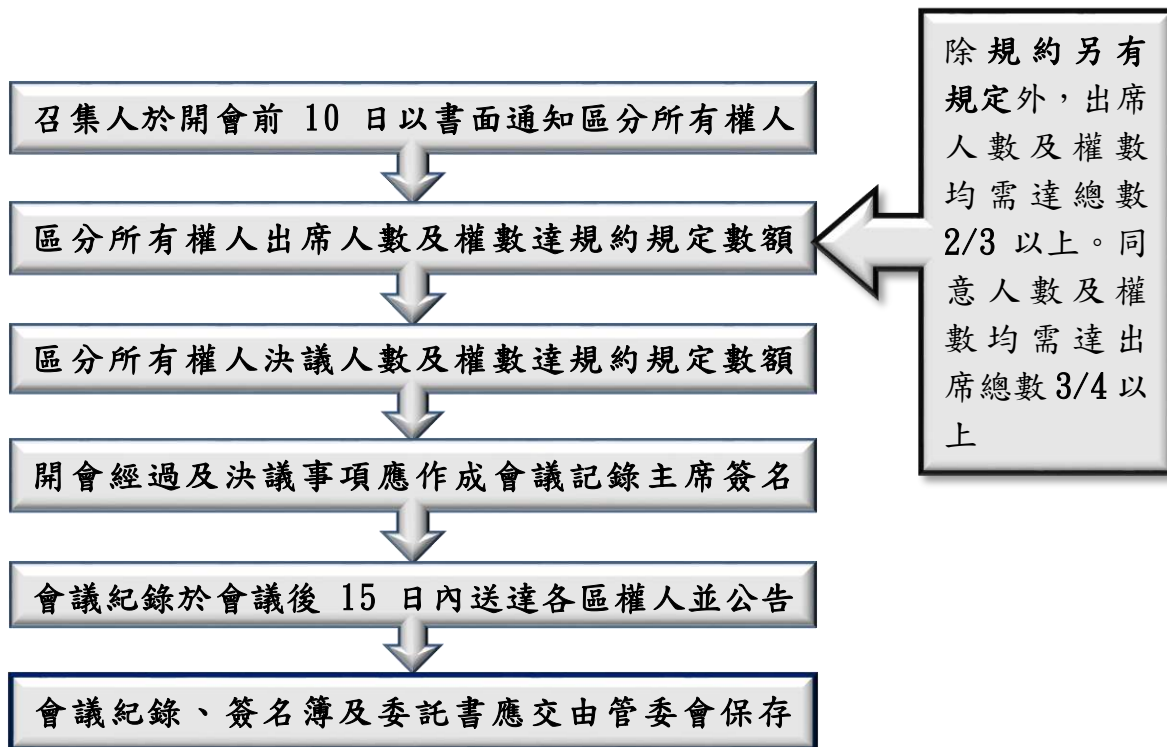 召集人於開會前 10 日以書面通知區分所有權人
區分所有權人出席人數及權數達規約規定數額
區分所有權人決議人數及權數達規約規定數額
開會經過及決議事項應作成會議記錄主席簽名
會議紀錄於會議後 15 日內送達各區權人並公告
會議紀錄、簽名簿及委託書應交由管委會保存
除規約另有
規定外，出席
人數及權數
均需達總數
2/3 以上。同
意人數及權
數均需達出
席總數 3/4 以
上